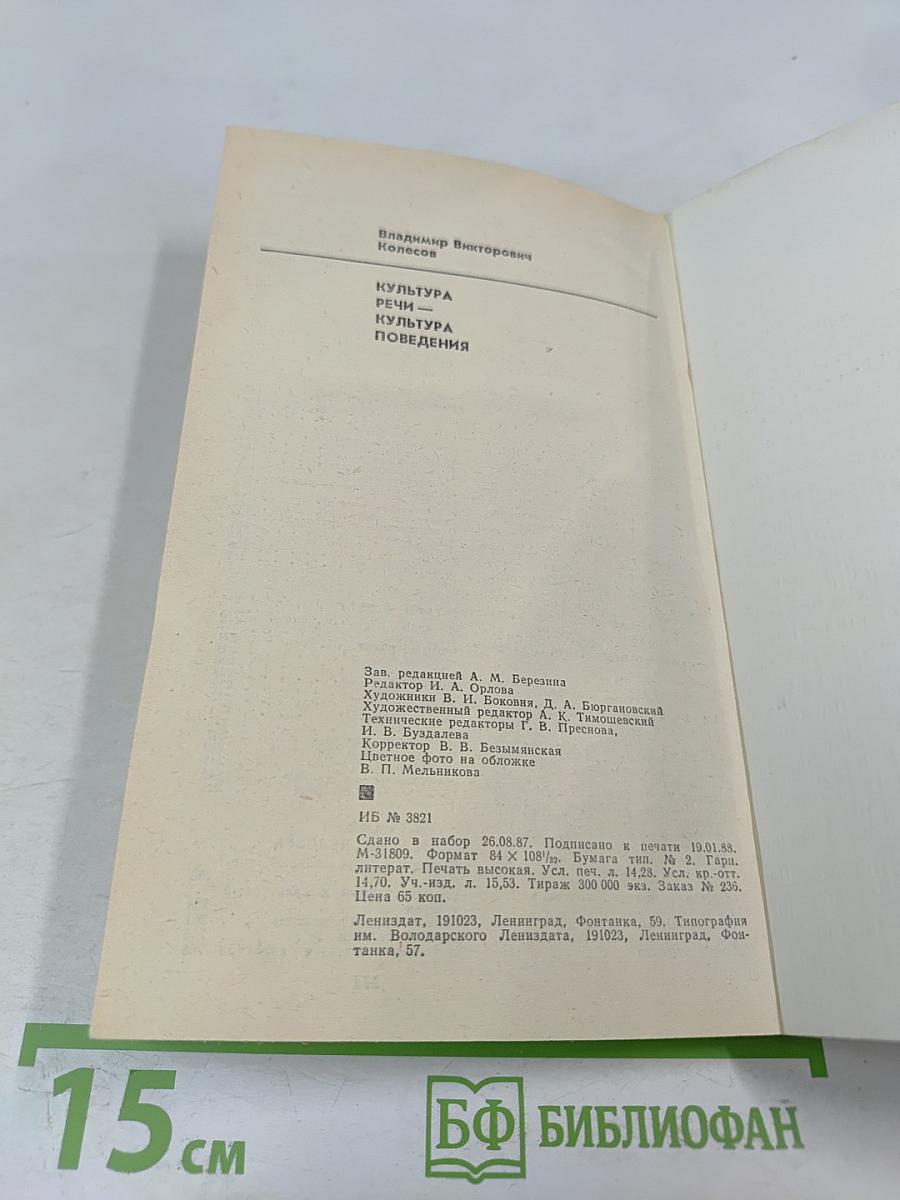 Владимир Викторович
Колесов
КУЛЬТУРА
РЕЧИ —
КУЛЬТУРА
ПОВЕДЕНИЯ
Зав. редакцией А. М. Березина
Редактор И. А. Орлова
Художники В. И. Боковня, Д. А. Бюргановский
Художественный редактор А. К. Тимошевский
Технические редакторы Г. В. Преснова,
И. В. Буздалева
Корректор В. В. Безымянская
Цветное фото на обложке
В. П. Мельникова
ИБ № 3821
Сдано в набор 26.08.87. Подписано к печати 19.01.88.
М-31809. Формат 84 × 108¹/₃₂. Бумага тип. № 2. Гарн.
литерат. Печать высокая. Усл. печ. л. 14,28. Усл. кр.-отт.
14,70. Уч.-изд. л. 15,53. Тираж 300 000 экз. Заказ № 236.
Цена 65 коп.
Лениздат, 191023, Ленинград, Фонтанка, 59. Типография
им. Володарского Лениздата, 191023, Ленинград, Фон-
танка, 57.
15 см
БФ БИБЛИОФАН